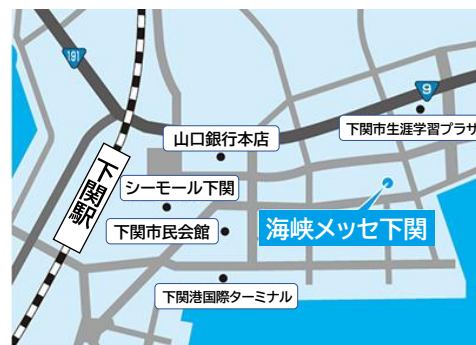 191
9
下関市生涯学習プラザ
山口銀行本店
下関駅
シーモール下関
下関市民会館
海峡メッセ下関
下関港国際ターミナル